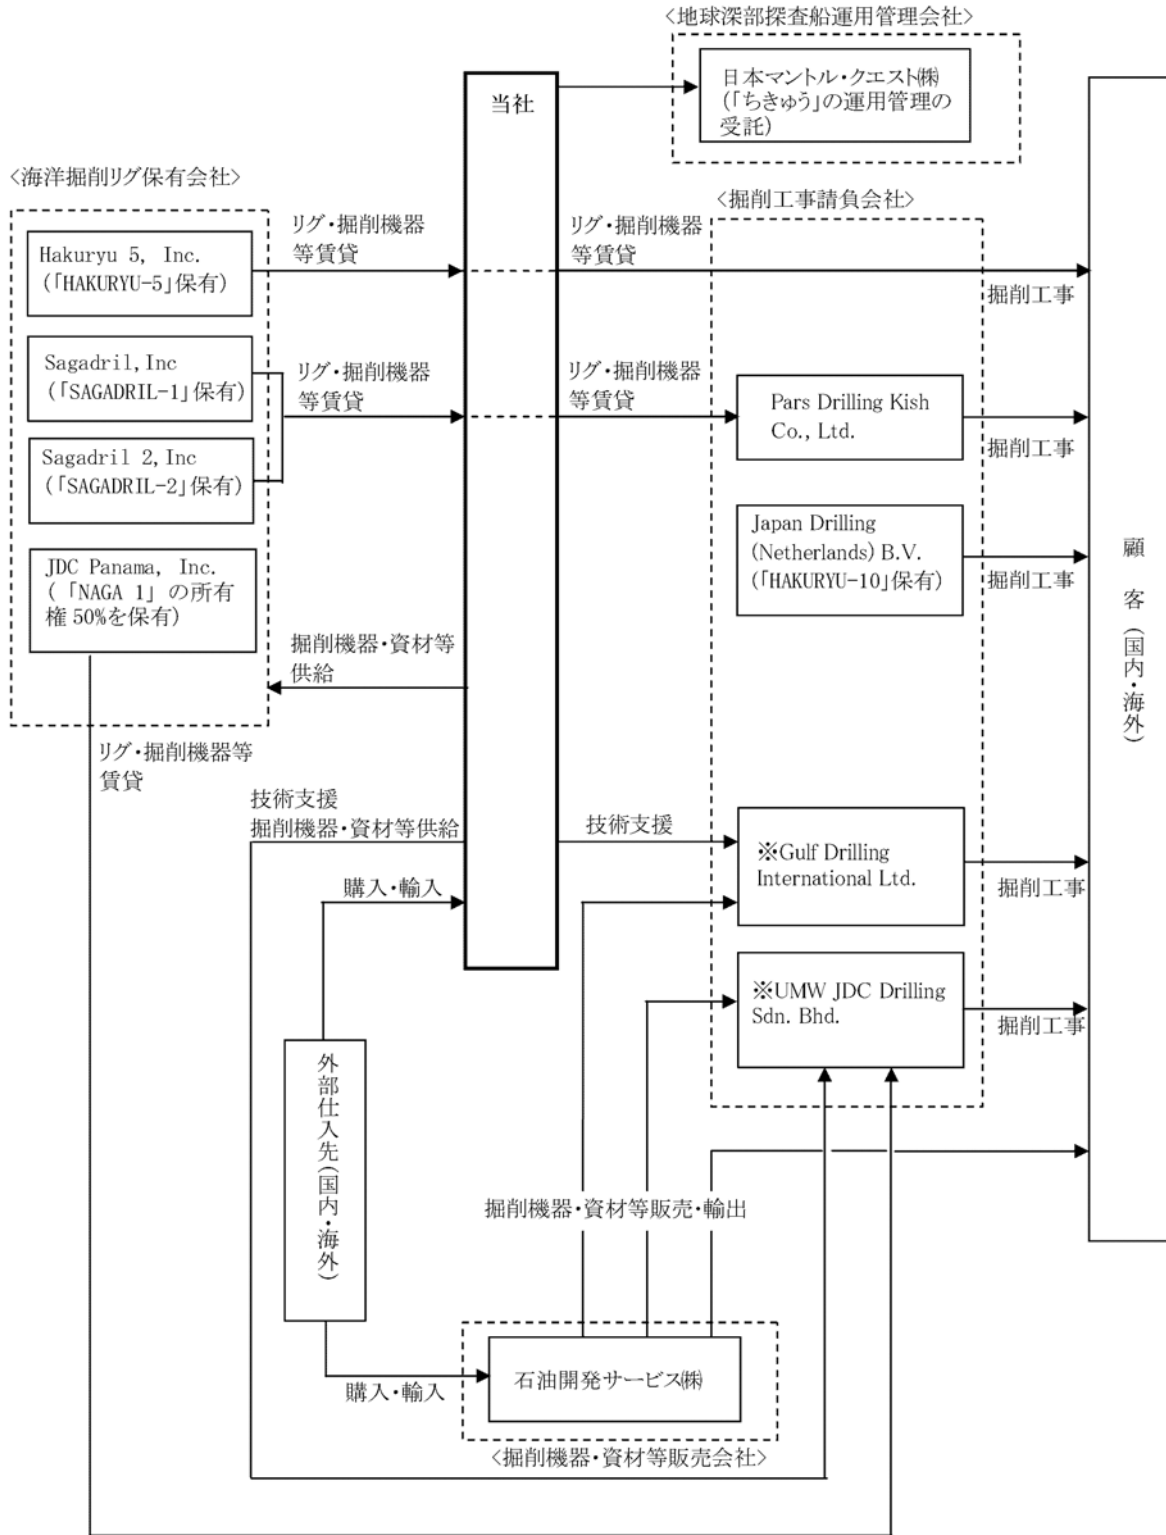 <地球深部探査船運用管理会社>
日本マントル・クエスト㈱
(「ちきゅう」の運用管理の
受託)
当社
<海洋掘削リグ保有会社>
<掘削工事請負会社>
Hakuryu 5, Inc.
(「HAKURYU-5」保有)
リグ・掘削機器
等賃貸
リグ・掘削機器
等賃貸
掘削工事
Sagadril,Inc
(「SAGADRIL-1」保有)
リグ・掘削機器
等賃貸
リグ・掘削機器
等賃貸
Pars Drilling Kish
Co., Ltd.
掘削工事
Sagadril 2,Inc
(「SAGADRIL-2」保有)
Japan Drilling
(Netherlands) B.V.
(「HAKURYU-10」保有)
掘削工事
JDC Panama, Inc.
(「NAGA 1」の所有
権 50%を保有)
顧客(国内・海外)
掘削機器・資材等
供給
リグ・掘削機器等
賃貸
技術支援
掘削機器・資材等供給
技術支援
※Gulf Drilling
International Ltd.
掘削工事
購入・輸入
※UMW JDC Drilling
Sdn. Bhd.
掘削工事
外部仕入先(国内・海外)
掘削機器・資材等販売・輸出
石油開発サービス㈱
購入・輸入
<掘削機器・資材等販売会社>